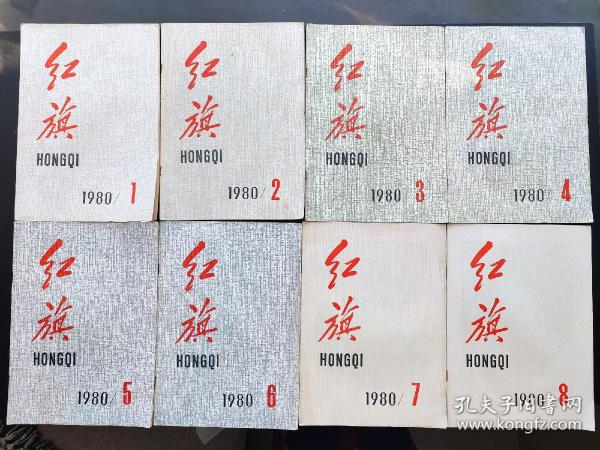 红
旗
HONGQI
1980/1
红
旗
HONGQI
1980/2
红
旗
HONGQI
1980 3
红
旗
HONGQI
1980/4
红
旗
HONGQI
1980/5
红
旗
HONGQI
1980 6
红
旗
HONGQI
1980/7
红
旗
HONGQI
1980 8
孔夫子旧书网
www.kongfz.com